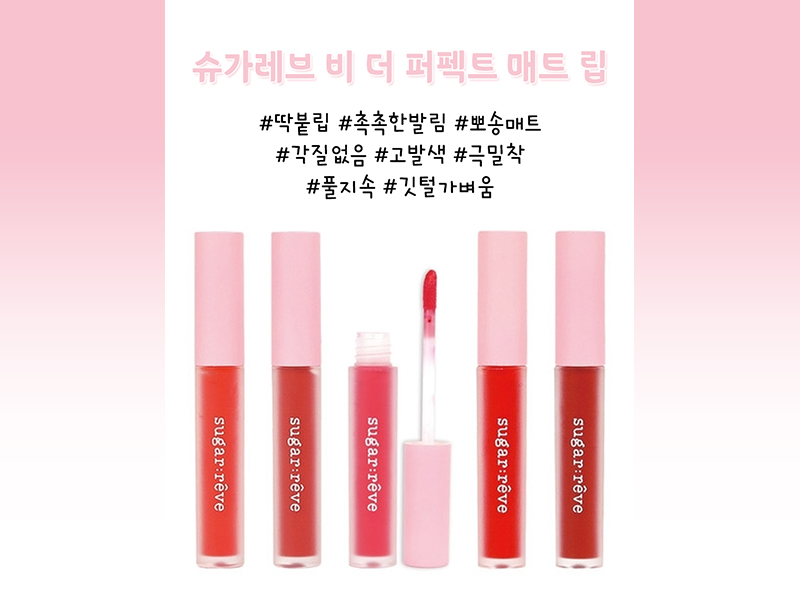 슈가레브 비 더 퍼펙트 매트 립
#딱붙립 #촉촉한발림 #뽀송매트
#각질없음 #고발색 #극밀착
#풀지속 #깃털가벼움
sugar:rêve
sugar:rêve
sugar:rêve
sugar:rêve
sugar:rêve